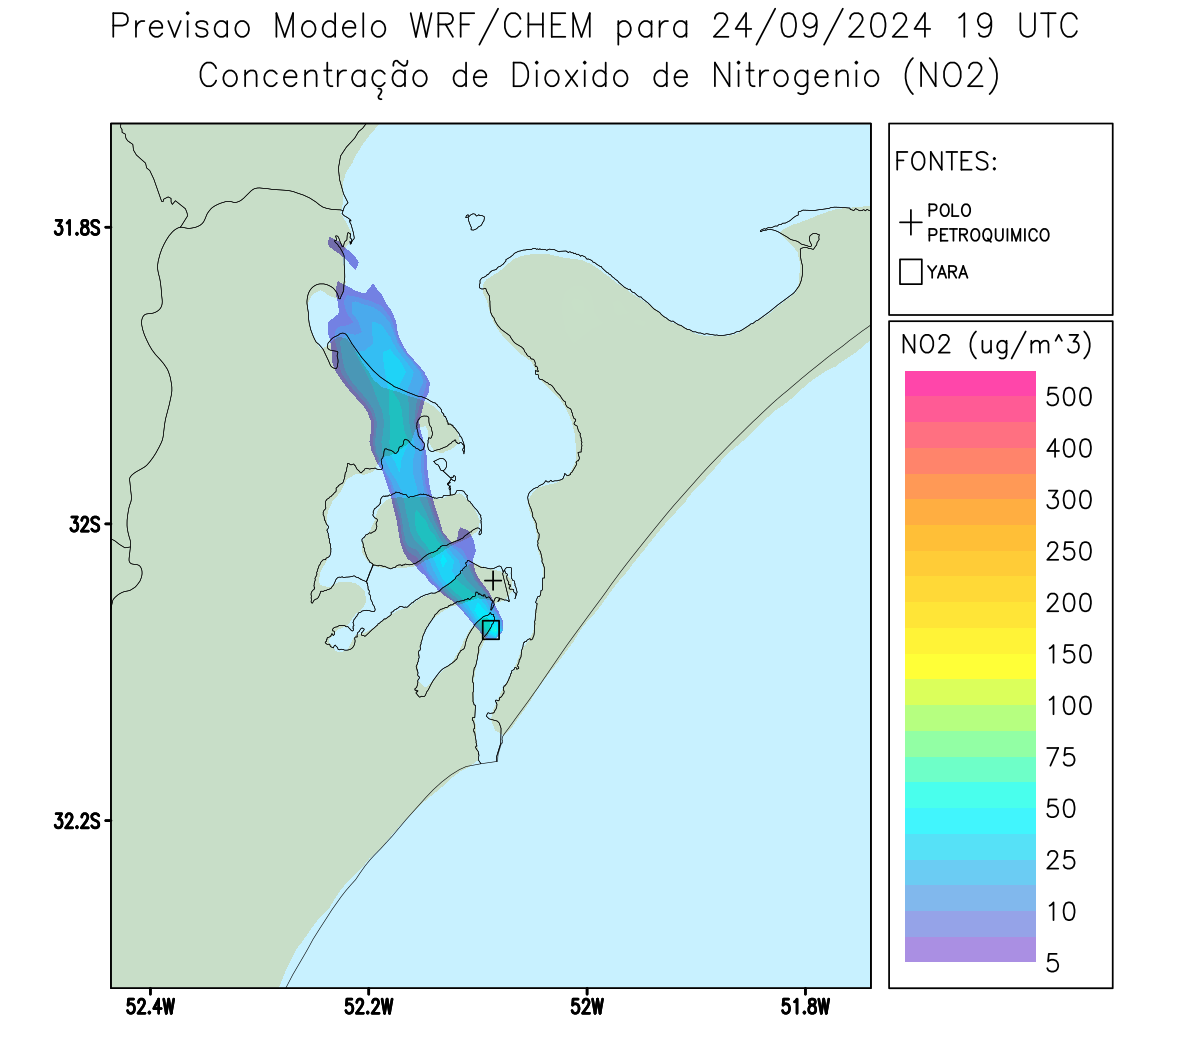 Previsao Modelo WRF/CHEM para 24/09/2024 19 UTC
Concentração de Dioxido de Nitrogenio (NO2)
FONTES:
POLO
PETROQUIMICO
YARA
31.8S
32S
32.2S
52.4W
52.2W
52W
51.8W
NO2 (ug/m^3)
500
400
300
250
200
150
100
75
50
25
10
5